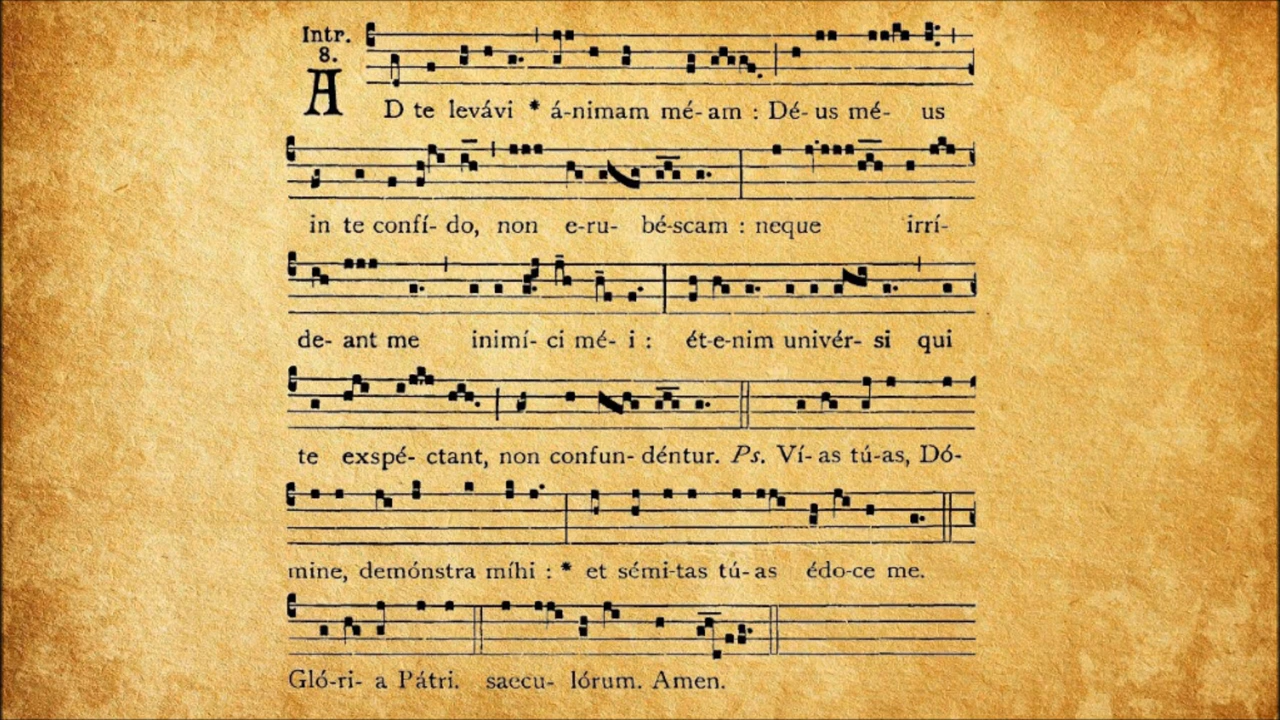 Intr.
8.
AD te levávi * á-nimam mé-am : Dé-us mé- us
in te confí- do, non e-ru- bé-scam : neque irrí-
de- ant me inimí- ci mé- i : ét-e-nim univér- si qui
te exspé- ctant, non confun- déntur. Ps. Ví- as tú-as, Dó-
mine, demónstra míhi : * et sémi-tas tú-as édo-ce me.
Gló-ri- a Pátri. saecu- lórum. Amen.